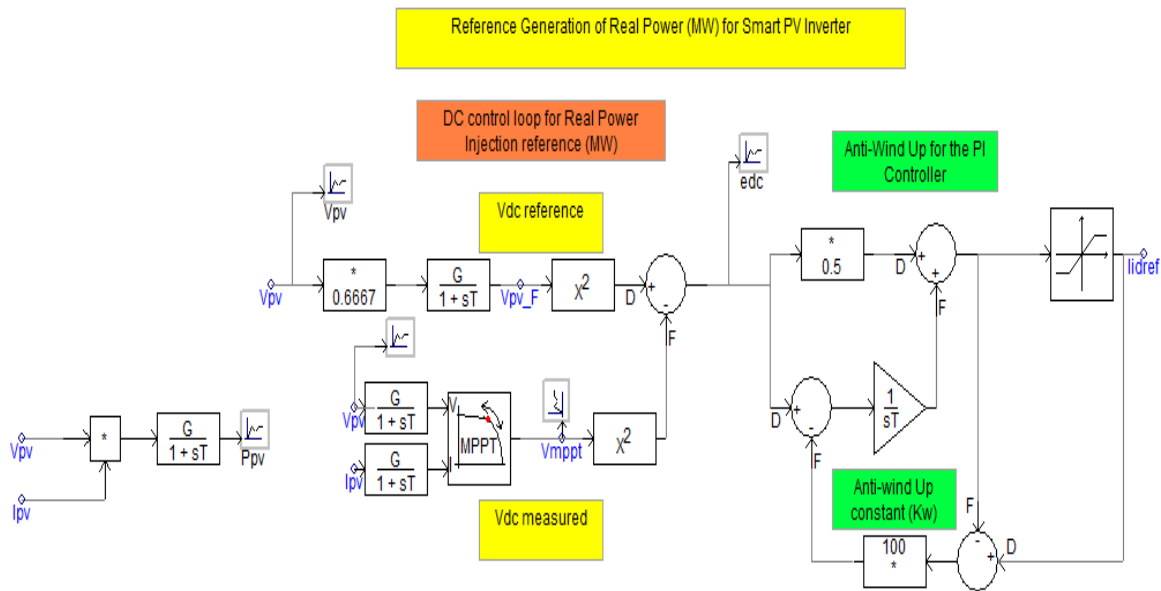 Reference Generation of Real Power (MW) for Smart PV Inverter
DC control loop for Real Power
Injection reference (MW)
Anti-Wind Up for the PI
Controller
edc
Vpv
Vdc reference
*
0.5
D
+
+
F
Iidref
Vpv
*
0.6667
G
1 + sT
Vpv_F
X2
D
+
-
F
Vpv
G
1 + sT
V
I
MPPT
Vmppt
X2
Ipv
G
1 + sT
D
+
-
F
1
sT
Vpv
*
G
1 + sT
Ppv
Ipv
Vdc measured
Anti-wind Up
constant (Kw)
100
*
F
-
+
D